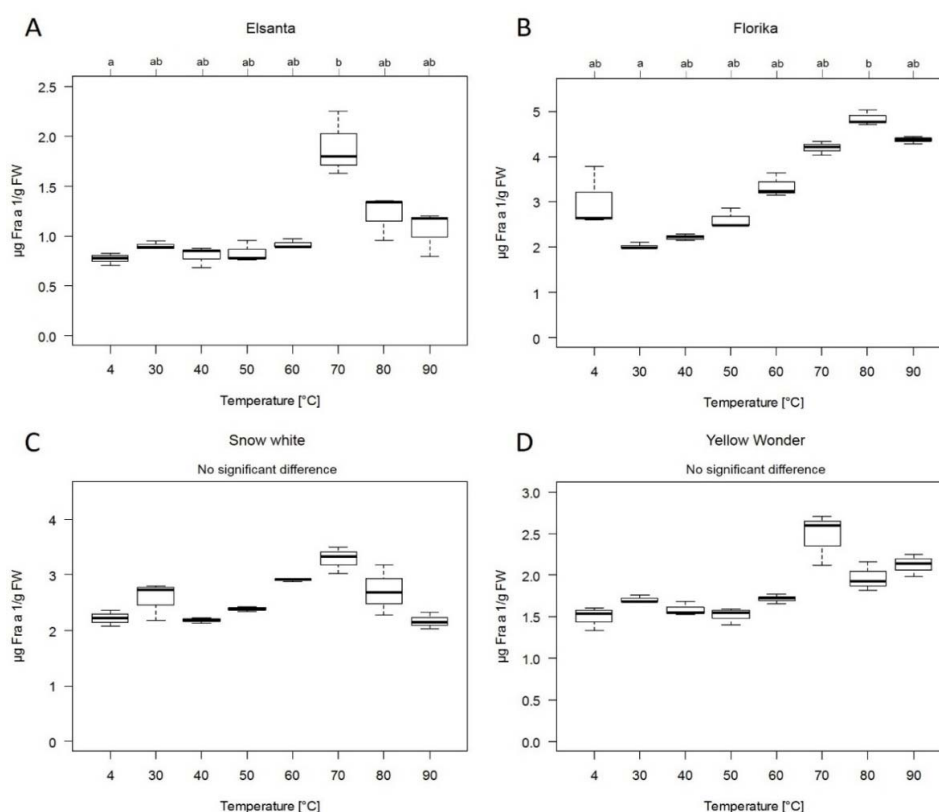 A
Elsanta
a ab ab ab ab b ab ab
2.5
2.0
1.5
1.0
0.5
0.0
µg Fra a 1/g FW
4 30 40 50 60 70 80 90
Temperature [°C]
B
Florika
ab a ab ab ab ab b ab
5
4
3
2
1
0
µg Fra a 1/g FW
4 30 40 50 60 70 80 90
Temperature [°C]
C
Snow white
No significant difference
4
3
2
1
0
µg Fra a 1/g FW
4 30 40 50 60 70 80 90
Temperature [°C]
D
Yellow Wonder
No significant difference
3.0
2.5
2.0
1.5
1.0
0.5
0.0
µg Fra a 1/g FW
4 30 40 50 60 70 80 90
Temperature [°C]